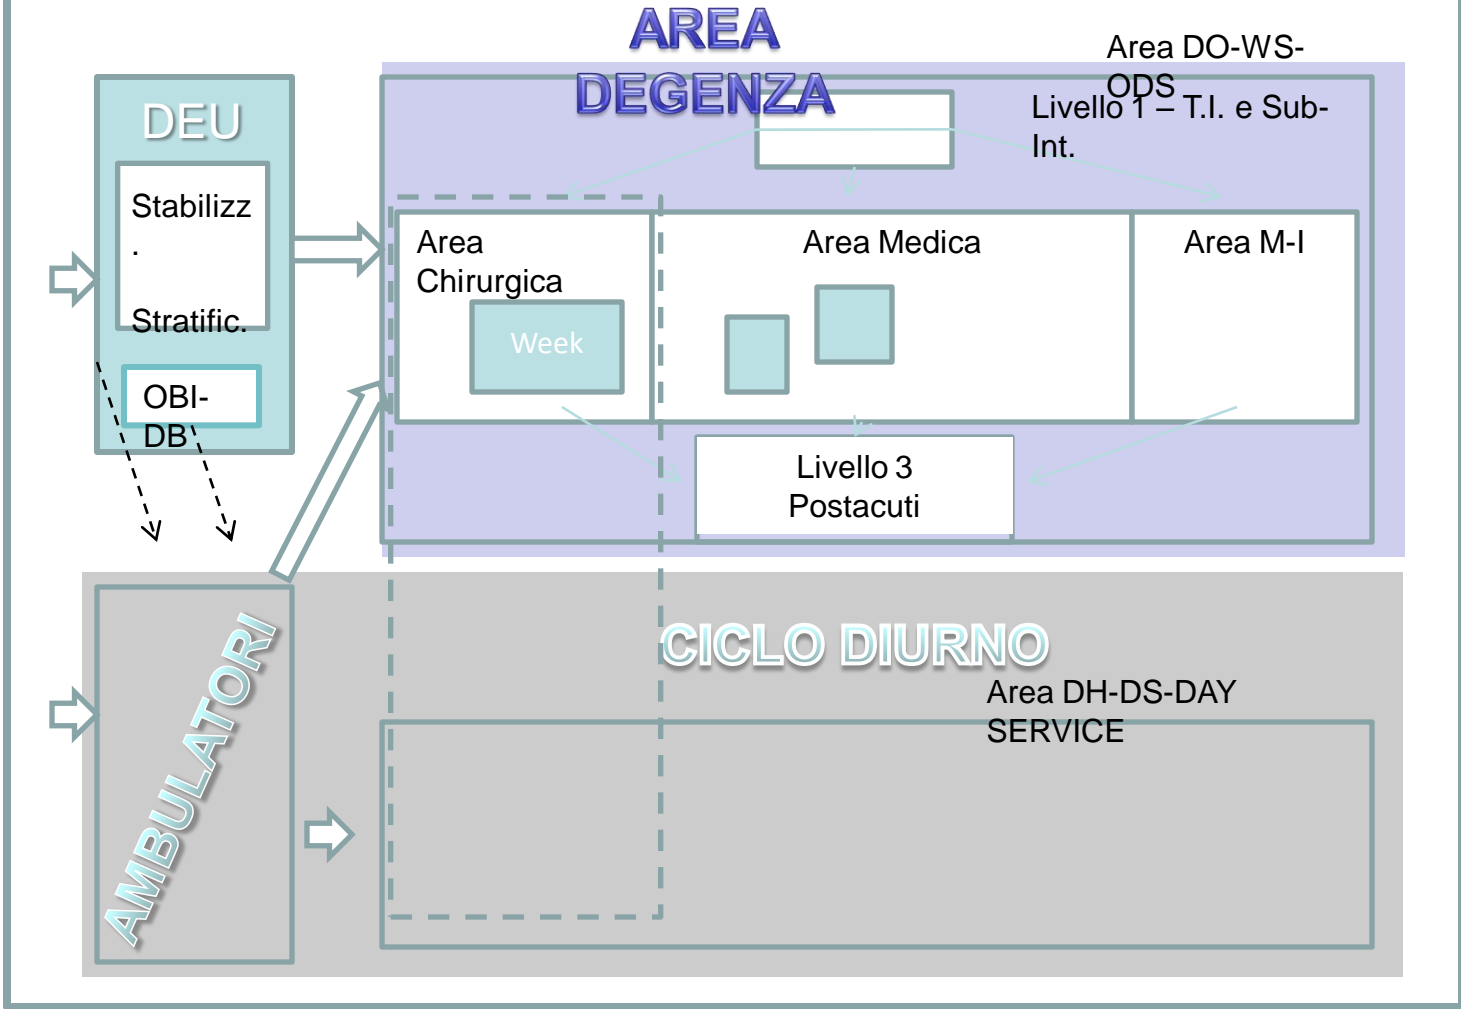 AREA
DEGENZA
Area DO-WS-
ODS
Livello 1 – T.I. e Sub-
Int.
DEU
Stabilizz
.
Stratific.
OBI-
DB
Area
Chirurgica
Week
Area Medica
Area M-I
Livello 3
Postacuti
AMBULATORI
CICLO DIURNO
Area DH-DS-DAY
SERVICE